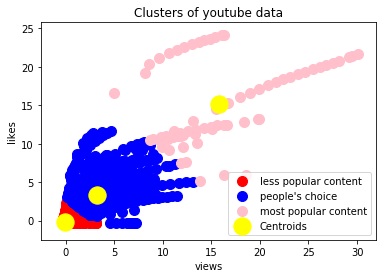 Clusters of youtube data
likes
25
20
15
10
5
0
0
5
10
15
20
25
30
views
less popular content
people's choice
most popular content
Centroids